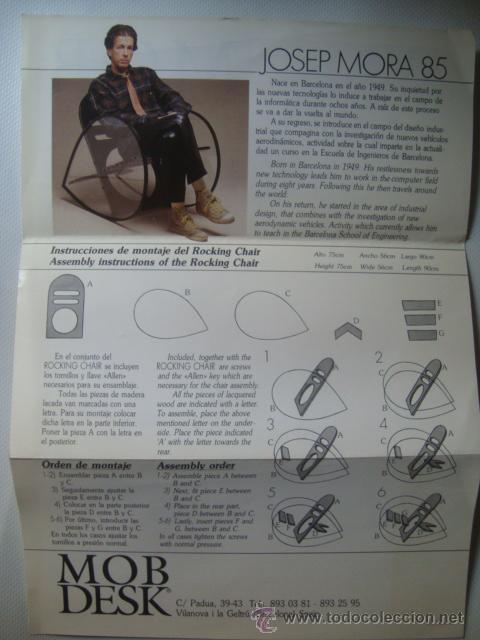 JOSEP MORA 85
Nace en Barcelona en el año 1949. Su inquietud por
las nuevas tecnologías lo induce a trabajar en el campo de
la informática durante ocho años. A raíz de este proceso
se va a dar la vuelta al mundo.
A su regreso, se introduce en el campo del diseño indus-
trial que compagina con la investigación de nuevos vehículos
aerodinámicos, actividad sobre la cual imparte en la actuali-
dad un curso en la Escuela de Ingenieros de Barcelona.
Born in Barcelona in 1949. His restlessness towards
new technology leads him to work in the computer field
during eight years. Following this he then travels around
the world.
On his return, he started in the area of industrial
design, that combines with the investigation of new
aerodynamic vehicles. Activity which currently allows him
to teach in the Barcelona School of Engineering.
Instrucciones de montaje del Rocking Chair
Assembly instructions of the Rocking Chair
Alto 75cm Ancho 56cm Largo 90cm
Height 75cm Wide 56cm Length 90cm
A
B
C
D
E
F
G
En el conjunto del
ROCKING CHAIR se incluyen
los tornillos y llave «Allen»
necesarios para su ensamblaje.
Todas las piezas de madera
lacada van marcadas con una
letra. Para su montaje colocar
dicha letra en la parte inferior.
Poner la pieza A con la letra en
el posterior.
Included, together with the
ROCKING CHAIR are screws
and the «Allen» key which are
necessary for the chair assembly.
All the pieces of lacquered
wood are indicated with a letter.
To assemble, place the above
mentioned letter on the under-
side. Place the piece indicated
'A' with the letter towards the
rear.
1
A
B
C
2
A
B
C
3
A
B
C
E
4
A
B
C
E
D
5
6
Orden de montaje
1-2) Ensamblar pieza A entre B
y C.
3) Seguidamente ajustar la
pieza E entre B y C.
4) Colocar en la parte posterior
la pieza D entre B y C.
5-6) Por último, introducir las
piezas F y G entre B y C.
En todos los casos ajustar los
tornillos a presión normal.
Assembly order
1-2) Assemble piece A between
B and C.
3) Next, fit piece E between
B and C.
4) Place in the rear part,
piece D between B and C.
5-6) Lastly, insert pieces F and
G between B and C.
In all cases tighten the screws
with normal pressure.
MOB
DESK®
C/ Padua, 39-43 Tels. 893 03 81 - 893 25 95
Vilanova i la Geltrú (Barcelona) Spain
todocoleccion.net